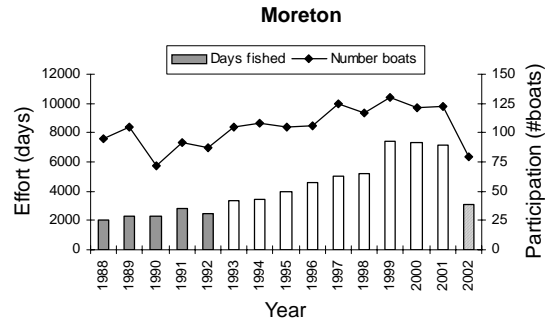 Moreton
Days fished Number boats
12000
10000
8000
6000
4000
2000
0
Effort (days)
150
125
100
75
50
25
0
Participation (#boats)
1988 1989 1990 1991 1992 1993 1994 1995 1996 1997 1998 1999 2000 2001 2002
Year